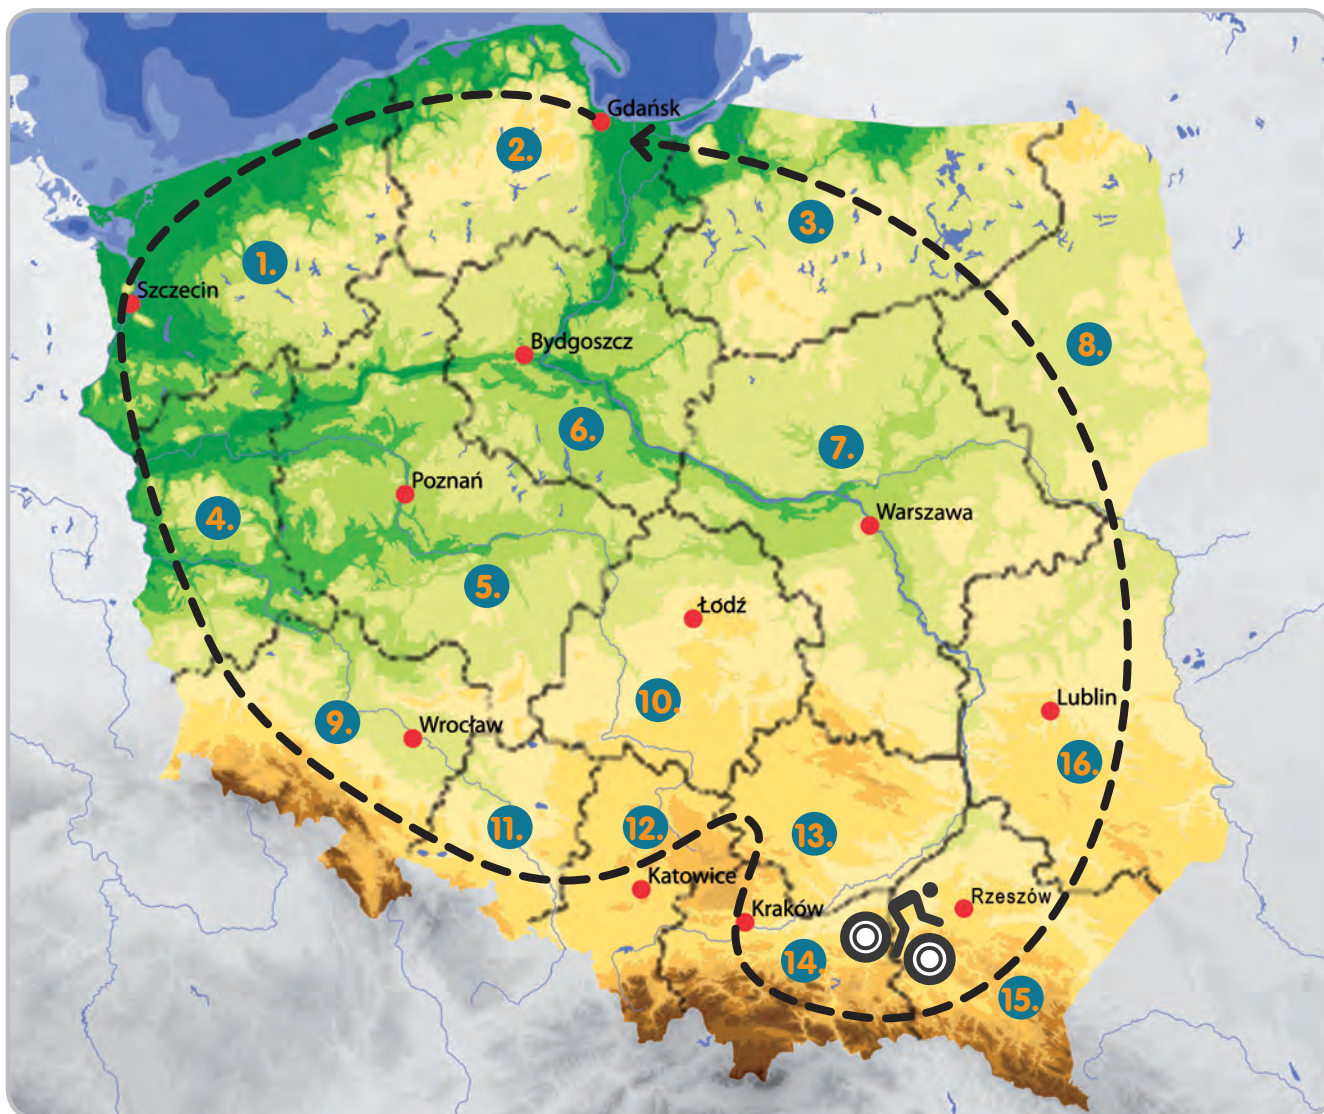 Gdańsk
2.
3.
1.
Szczecin
Bydgoszcz
8.
6.
7.
Poznań
4.
Warszawa
5.
Łódź
10.
Lublin
9.
Wrocław
16.
11.
12.
13.
Katowice
Rzeszów
Kraków
14.
15.